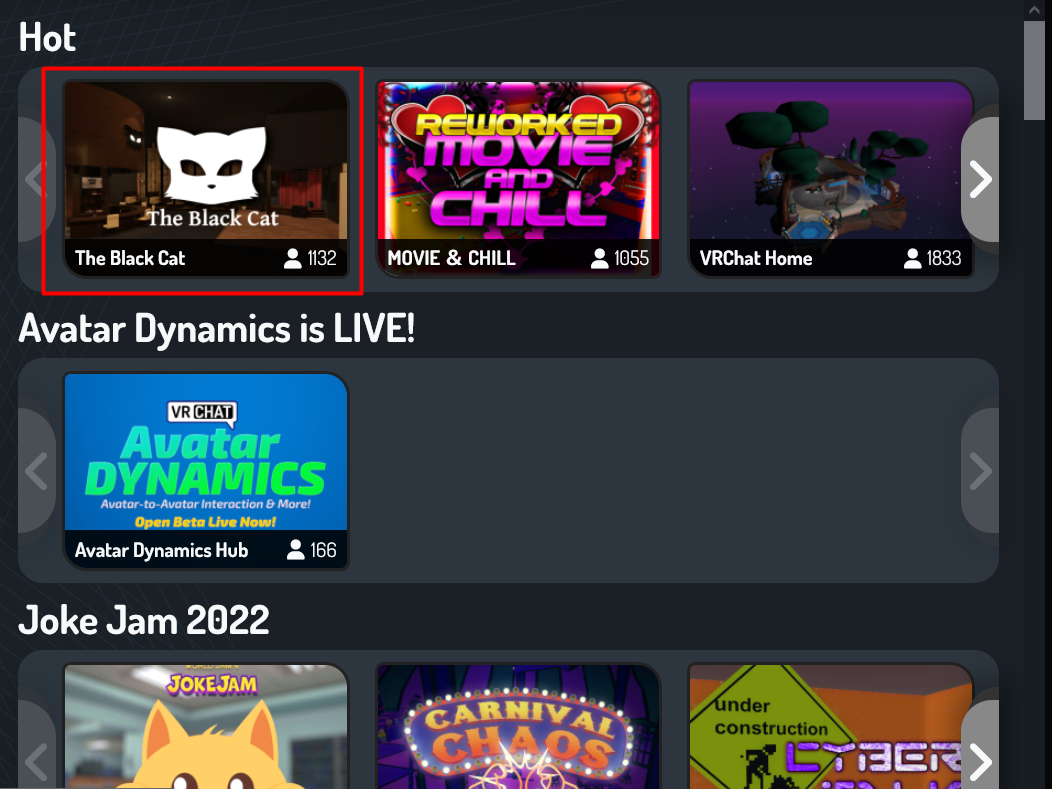 Hot
The Black Cat
The Black Cat 1132
REWORKED
MOVIE
AND
CHILL
MOVIE & CHILL 1055
VRChat Home 1833
Avatar Dynamics is LIVE!
VRCHAT
Avatar
DYNAMICS
Avatar-to-Avatar Interaction & More!
Open Beta Live Now!
Avatar Dynamics Hub 166
Joke Jam 2022
JOKEJAM
CARNIVAL
CHAOS
under
construction
CYBER